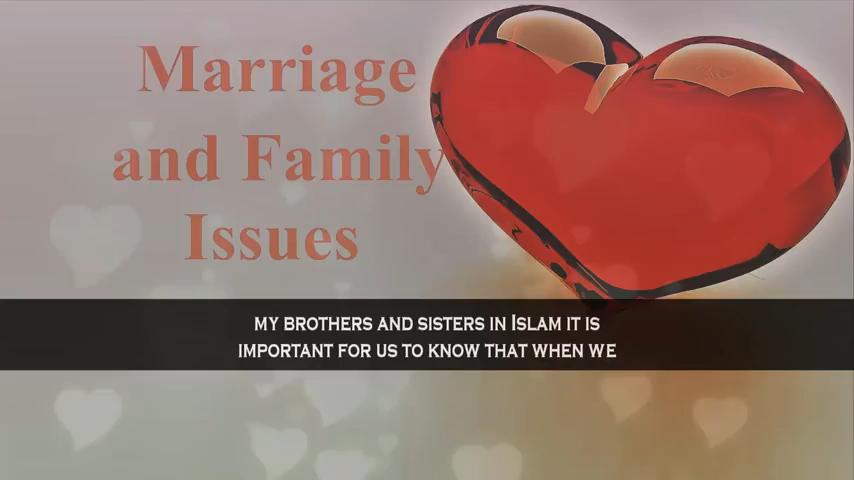 Marriage
and Family
Issues
MY BROTHERS AND SISTERS IN ISLAM IT IS
IMPORTANT FOR US TO KNOW THAT WHEN WE